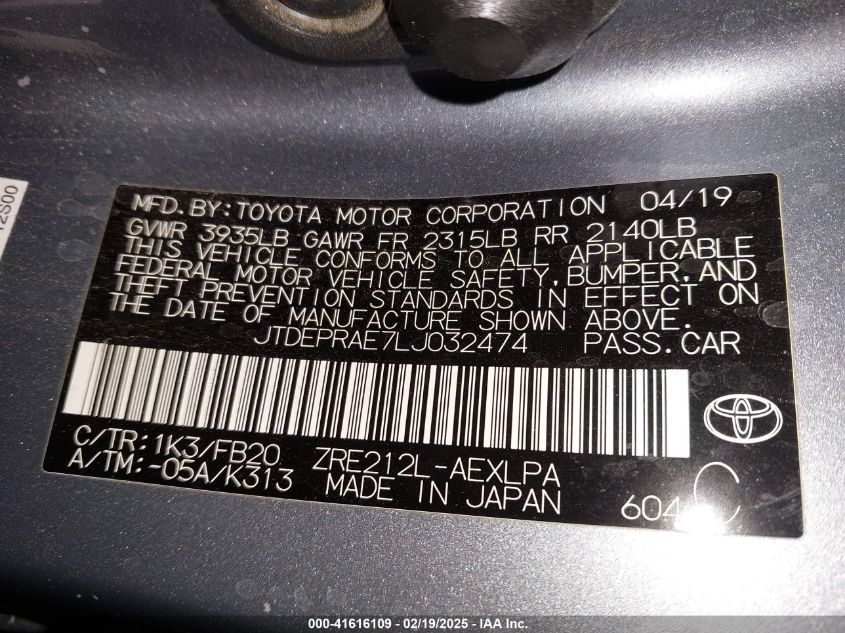 12S00
MFD. BY: TOYOTA MOTOR CORPORATION 04/19
GVWR 3935LB GAWR FR 2315LB RR 2140LB
THIS VEHICLE CONFORMS TO ALL APPLICABLE
FEDERAL MOTOR VEHICLE SAFETY, BUMPER, AND
THEFT PREVENTION STANDARDS IN EFFECT ON
THE DATE OF MANUFACTURE SHOWN ABOVE.
JTDEPRAE7LJ032474 PASS. CAR
C/TR: 1K3/FB20 ZRE212L-AEXLPA
A/TM: -05A/K313 MADE IN JAPAN 604 C
000-41616109 - 02/19/2025 - IAA Inc.